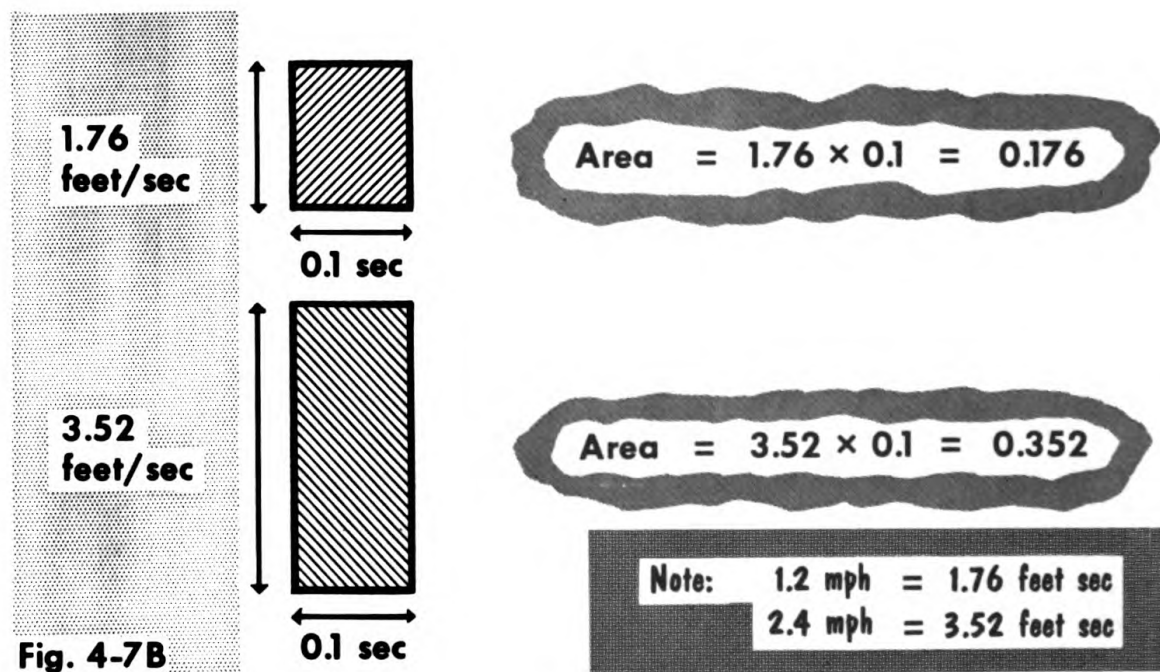 1.76
feet/sec
0.1 sec
Area = 1.76 × 0.1 = 0.176
3.52
feet/sec
0.1 sec
Area = 3.52 × 0.1 = 0.352
Note: 1.2 mph = 1.76 feet sec
2.4 mph = 3.52 feet sec
Fig. 4-7B